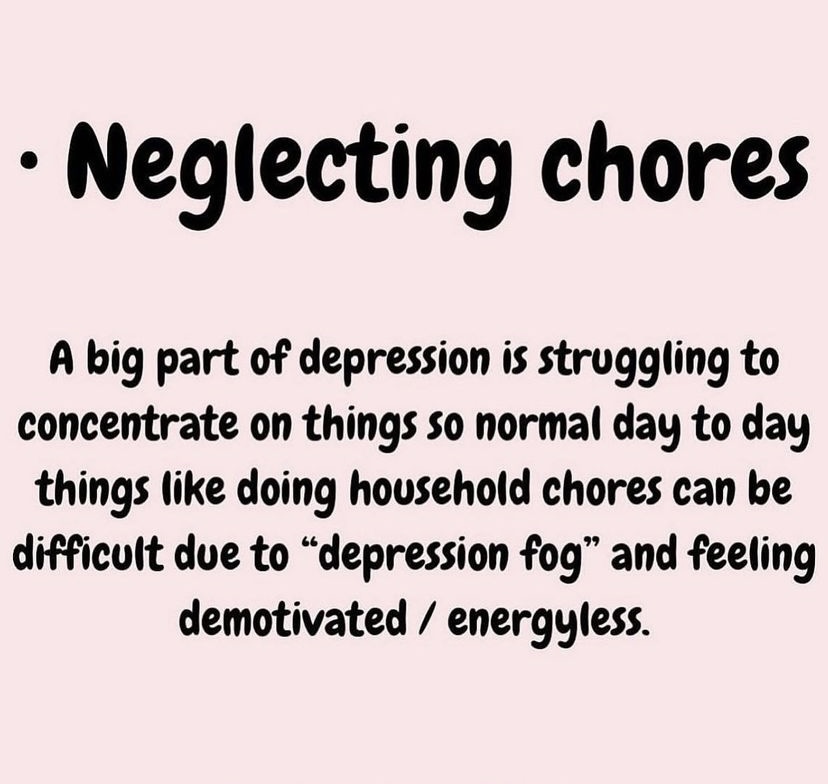 · Neglecting chores
A big part of depression is struggling to
concentrate on things so normal day to day
things like doing household chores can be
difficult due to “depression fog” and feeling
demotivated / energyless.